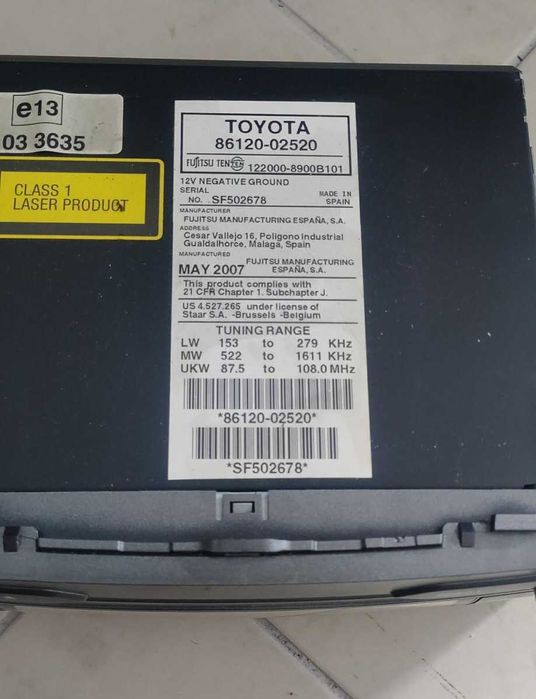 e13
03 3635
CLASS 1
LASER PRODUCT
TOYOTA
86120-02520
FUJITSU TEN TEN 122000-8900B101
12V NEGATIVE GROUND
SERIAL
NO. SF502678
MADE IN
SPAIN
MANUFACTURER
FUJITSU MANUFACTURING ESPAÑA, S.A.
ADDRESS
Cesar Vallejo 16, Poligono Industrial
Gualdalhorce, Malaga, Spain
MANUFACTURED
MAY 2007
FUJITSU MANUFACTURING
ESPAÑA, S.A.
This product complies with
21 CFR Chapter 1. Subchapter J.
US 4.527.265 under license of
Staar S.A. -Brussels -Belgium
TUNING RANGE
LW 153 to 279 KHz
MW 522 to 1611 KHz
UKW 87.5 to 108.0 MHz
*86120-02520*
*SF502678*